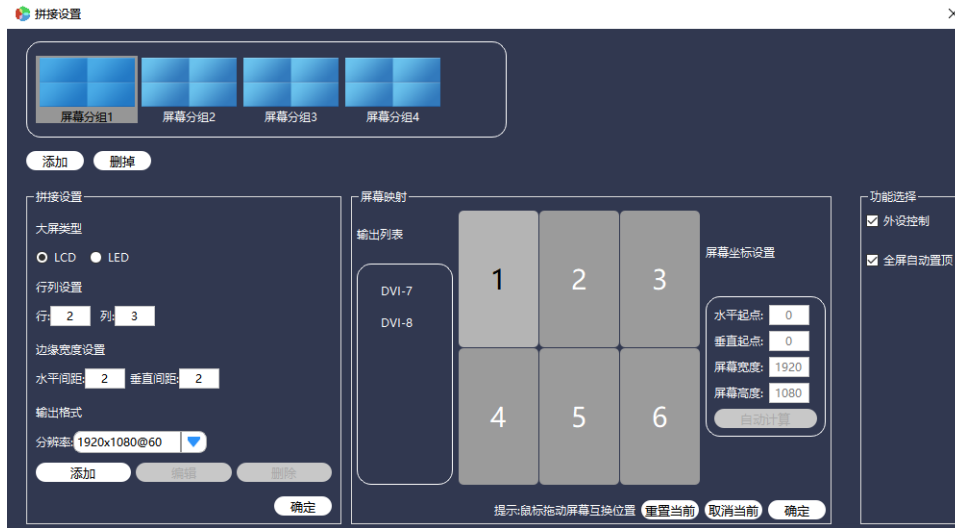 拼接设置
屏幕分组1 屏幕分组2 屏幕分组3 屏幕分组4
添加 删掉
拼接设置
大屏类型
LCD LED
行列设置
行: 2 列: 3
边缘宽度设置
水平间距: 2 垂直间距: 2
输出格式
分辨率: 1920x1080@60
添加 编辑 删除
确定
屏幕映射
输出列表
DVI-7
DVI-8
1 2 3
4 5 6
屏幕坐标设置
水平起点: 0
垂直起点: 0
屏幕宽度: 1920
屏幕高度: 1080
自动计算
提示:鼠标拖动屏幕互换位置 重置当前 取消当前 确定
功能选择
外设控制
全屏自动置顶